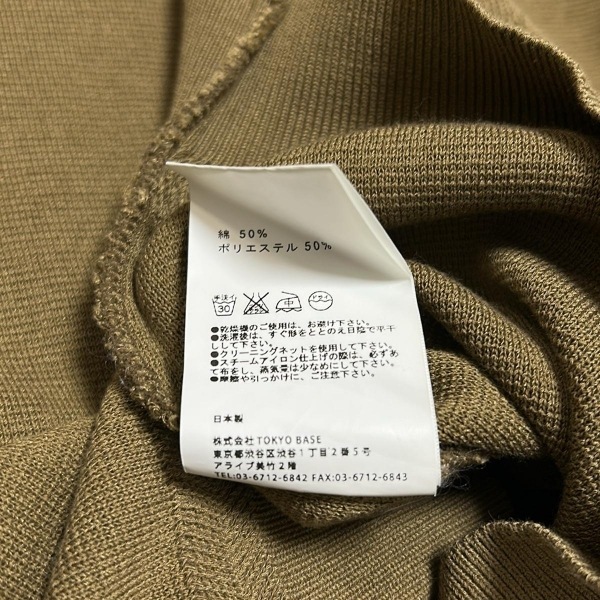 綿 50%
ポリエステル 50%
手洗イ 30 中 ドライ
●乾燥機のご使用は、お避け下さい。
●洗濯後は、すぐ形をととのえ日陰で平干
しして下さい。
●クリーニングネットを使用して下さい。
●スチームアイロン仕上げの際は、必ずあ
て布をし、蒸気量は少なめにして下さい。
●摩擦や引っかけに、ご注意下さい。
日本製
株式会社TOKYO BASE
東京都渋谷区渋谷1丁目2番5号
アライブ美竹2階
TEL:03-6712-6842 FAX:03-6712-6843